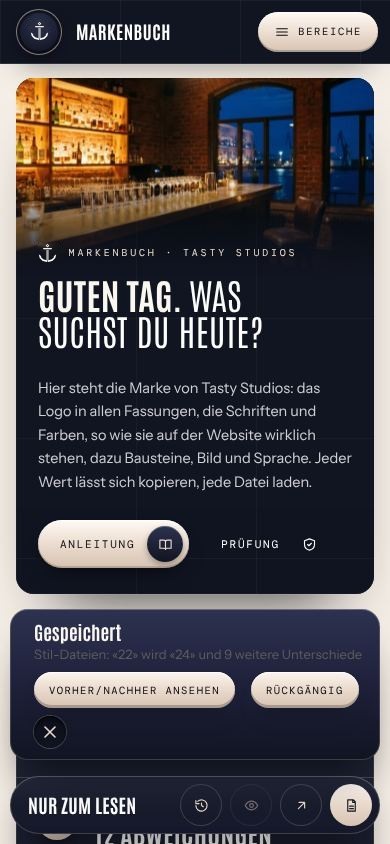 MARKENBUCH
BEREICHE
MARKENBUCH · TASTY STUDIOS
GUTEN TAG. WAS
SUCHST DU HEUTE?
Hier steht die Marke von Tasty Studios: das
Logo in allen Fassungen, die Schriften und
Farben, so wie sie auf der Website wirklich
stehen, dazu Bausteine, Bild und Sprache. Jeder
Wert lässt sich kopieren, jede Datei laden.
ANLEITUNG
PRÜFUNG
Gespeichert
Stil-Dateien: «22» wird «24» und 9 weitere Unterschiede
VORHER/NACHHER ANSEHEN
RÜCKGÄNGIG
NUR ZUM LESEN
12 ABWEICHUNGEN